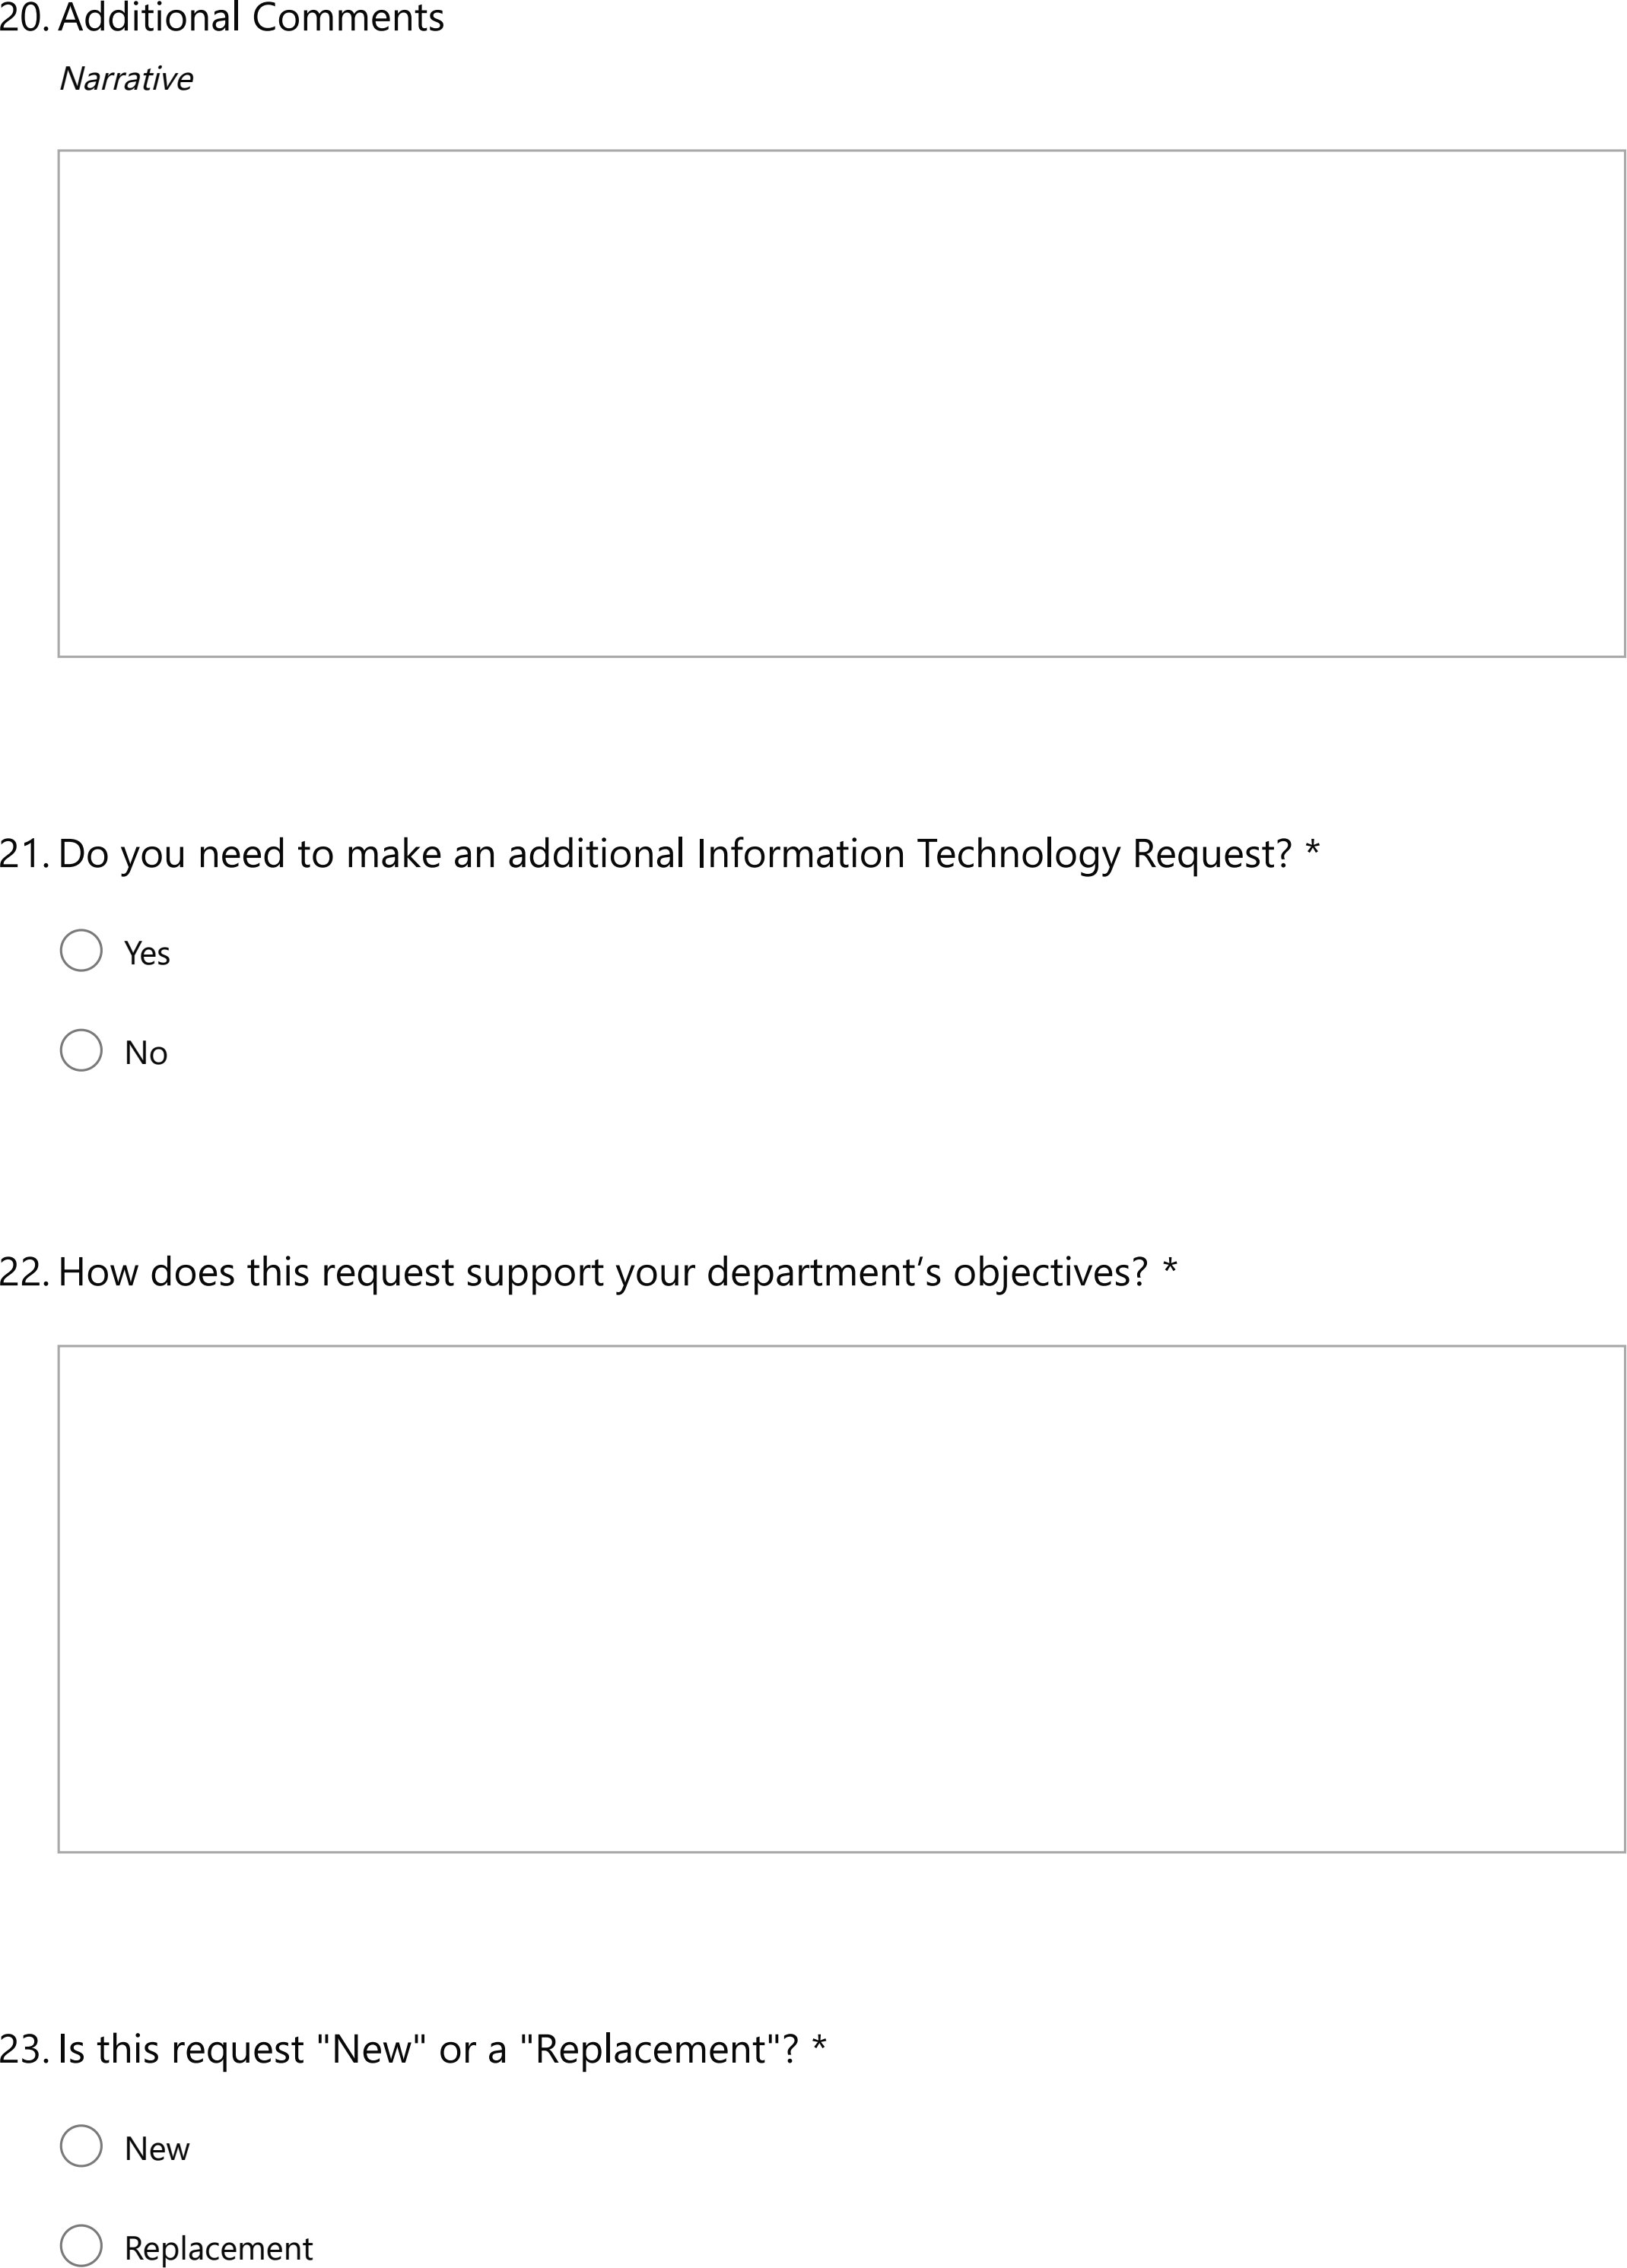 20. Additional Comments
Narrative
21. Do you need to make an additional Information Technology Request? *
Yes
No
22. How does this request support your department’s objectives? *
23. Is this request "New" or a "Replacement"? *
New
Replacement